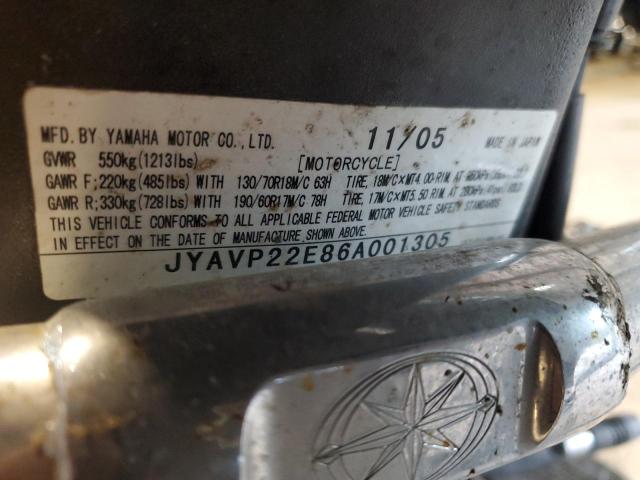 MFD. BY YAMAHA MOTOR CO., LTD. 11/05 MADE IN JAPAN
GVWR 550kg(1213lbs) [MOTORCYCLE]
GAWR F;220kg(485lbs) WITH 130/70R18M/C 63H TIRE, 18M/C×MT4.00-RIM, AT
GAWR R;330kg(728lbs) WITH 190/60R17M/C 78H TIRE, 17M/C×MT5.50 RIM, AT
THIS VEHICLE CONFORMS TO ALL APPLICABLE FEDERAL MOTOR VEHICLE SAFETY STANDARDS
IN EFFECT ON THE DATE OF MANUFACTURE SHOWN ABOVE.
JYAVP22E86A001305